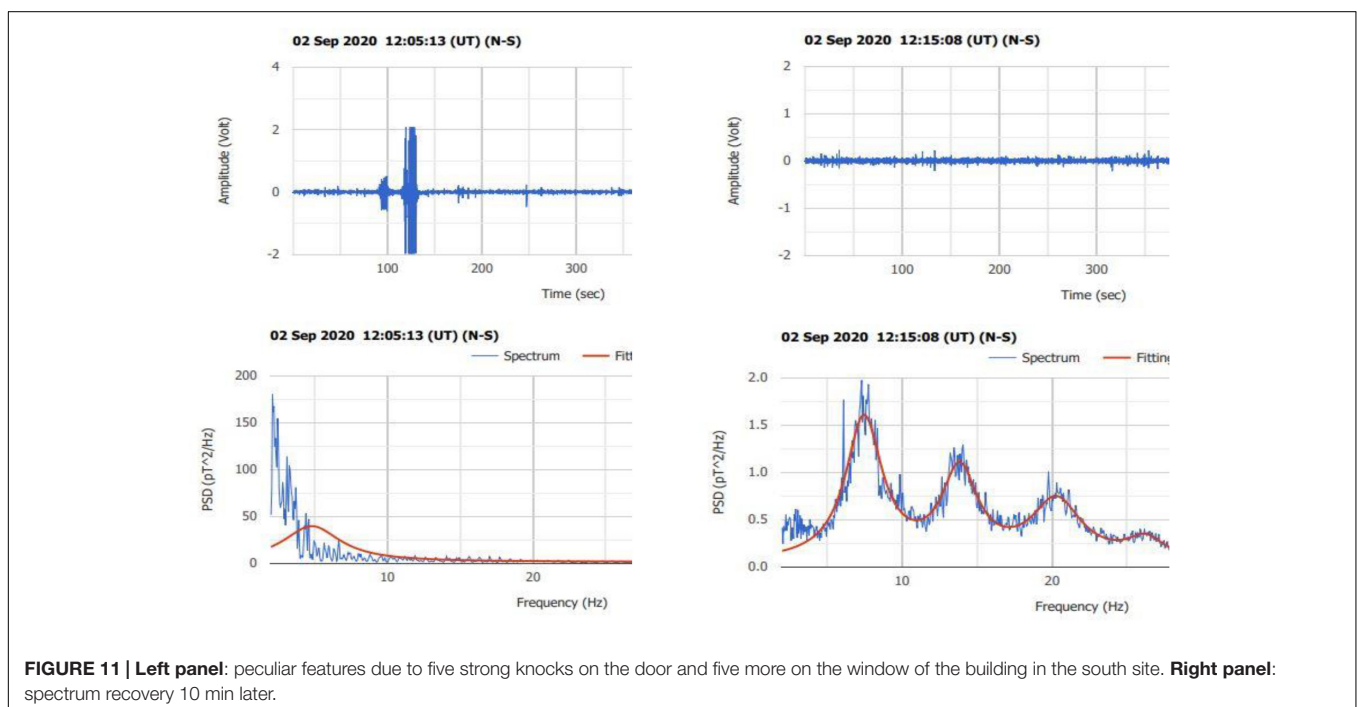 02 Sep 2020 12:05:13 (UT) (N-S)
4
2
0
-2
Amplitude (Volt)
100
200
300
Time (sec)
02 Sep 2020 12:15:08 (UT) (N-S)
2
1
0
-1
-2
Amplitude (Volt)
100
200
300
Time (sec)
02 Sep 2020 12:05:13 (UT) (N-S)
Spectrum
Fitt
200
150
100
50
0
PSD (pT^2/Hz)
10
20
Frequency (Hz)
02 Sep 2020 12:15:08 (UT) (N-S)
Spectrum
Fitting
2.0
1.5
1.0
0.5
0.0
PSD (pT^2/Hz)
10
20
Frequency (Hz)
FIGURE 11 | Left panel: peculiar features due to five strong knocks on the door and five more on the window of the building in the south site. Right panel:
spectrum recovery 10 min later.